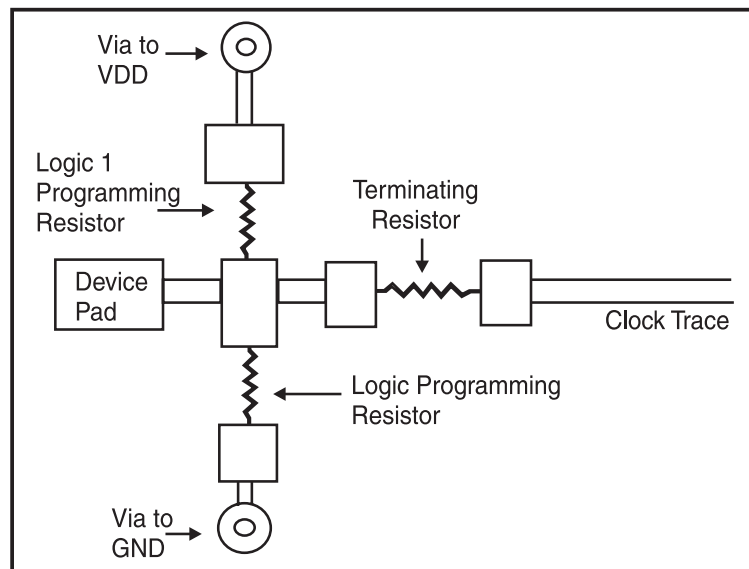 Via to
VDD
Logic 1
Programming
Resistor
Terminating
Resistor
Device
Pad
Clock Trace
Logic Programming
Resistor
Via to
GND